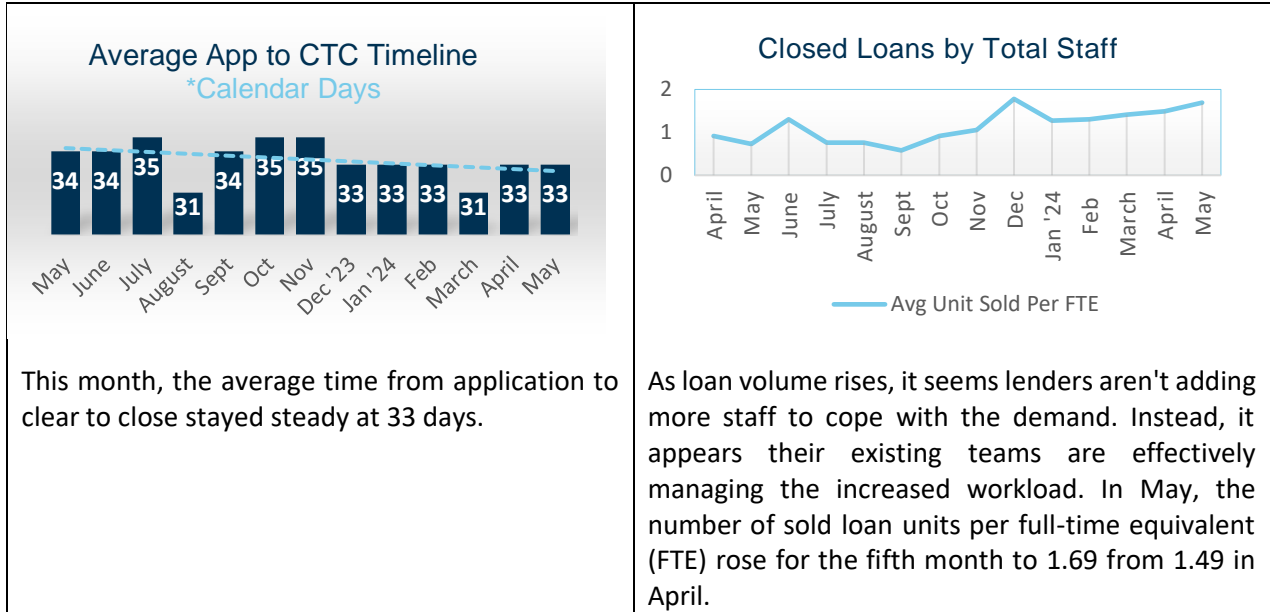 Average App to CTC Timeline
*Calendar Days
34 34 35 31 34 35 35 33 33 33 31 33 33
May June July August Sept Oct Nov Dec '23 Jan '24 Feb March April May
This month, the average time from application to
clear to close stayed steady at 33 days.
Closed Loans by Total Staff
2
1
0
April May June July August Sept Oct Nov Dec Jan '24 Feb March April May
Avg Unit Sold Per FTE
As loan volume rises, it seems lenders aren't adding
more staff to cope with the demand. Instead, it
appears their existing teams are effectively
managing the increased workload. In May, the
number of sold loan units per full-time equivalent
(FTE) rose for the fifth month to 1.69 from 1.49 in
April.